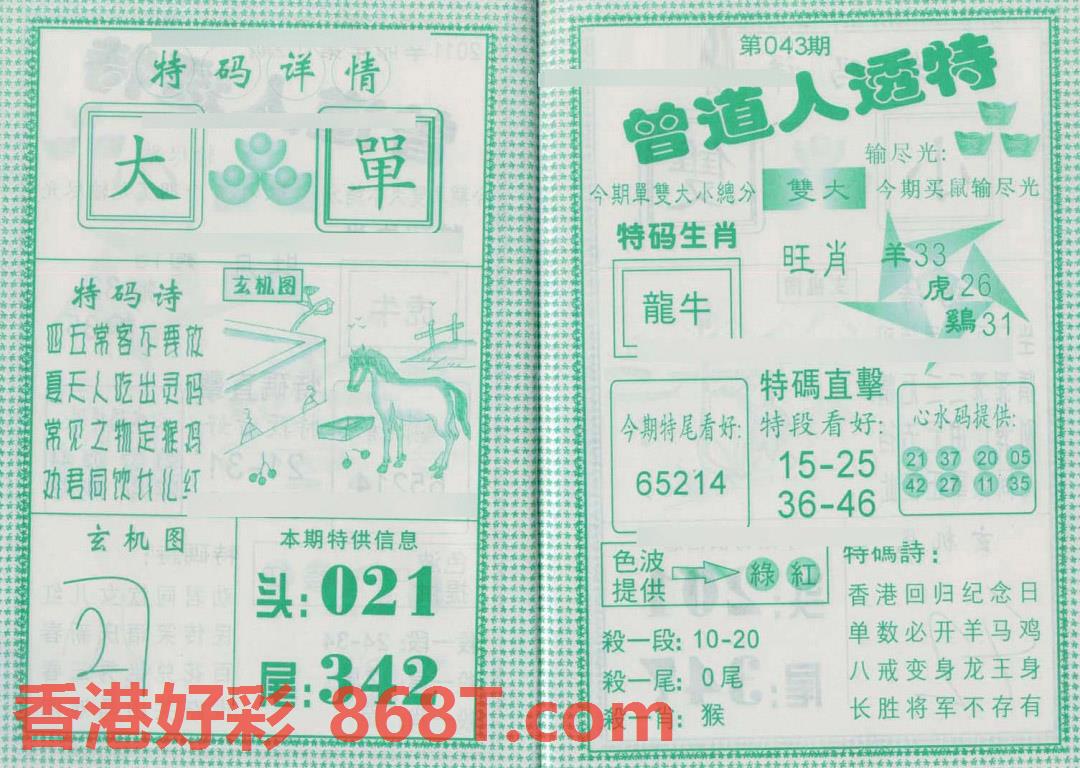 特码详情
大 單
特码诗
玄机图
四五常客不要放
夏天人吃出灵码
常见之物定猴鸡
劝君同饮女儿红
玄机图
本期特供信息
头:021
尾:342
第043期
曾道人透特
输尽光:
今期單雙大小總分 雙大 今期买鼠输尽光
特码生肖
龍牛
旺肖
羊33
虎26
鷄31
今期特尾看好:
65214
特碼直擊
特段看好:
15-25
36-46
心水码提供:
21 37 20 05
42 27 11 35
色波
提供
綠 紅
殺一段: 10-20
殺一尾: 0尾
殺一肖: 猴
特碼詩:
香港回归纪念日
单数必开羊马鸡
八戒变身龙王身
长胜将军不存有
香港好彩 868T.com